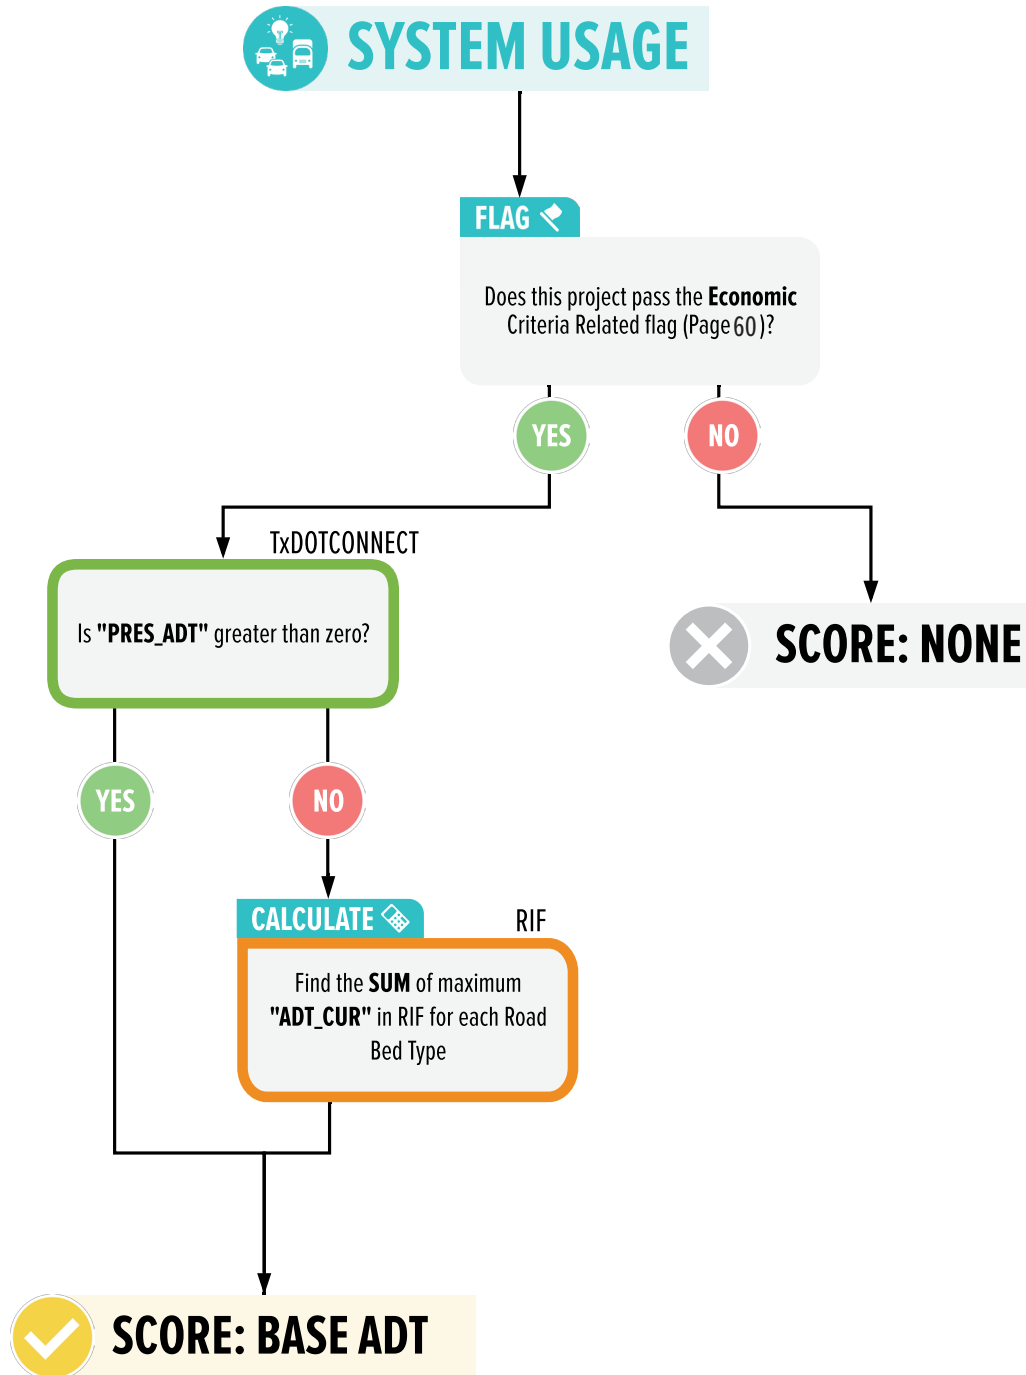 SYSTEM USAGE
FLAG
Does this project pass the Economic
Criteria Related flag (Page 60)?
YES
NO
TxDOTCONNECT
Is "PRES_ADT" greater than zero?
SCORE: NONE
YES
NO
CALCULATE
RIF
Find the SUM of maximum
"ADT_CUR" in RIF for each Road
Bed Type
SCORE: BASE ADT